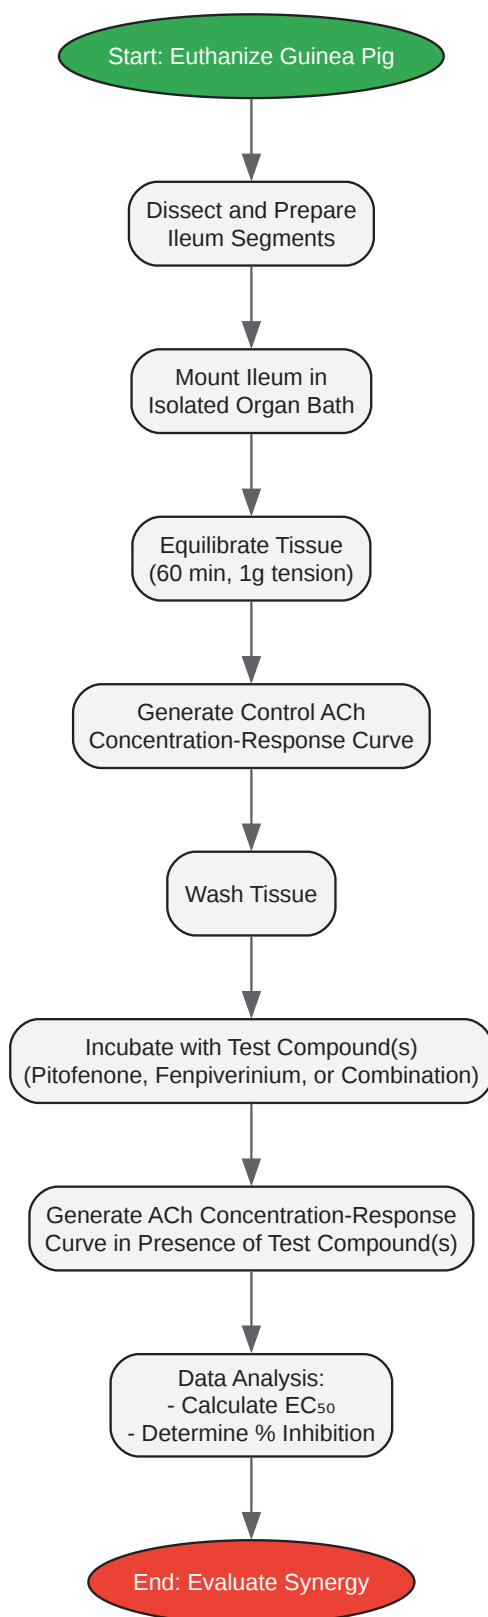 Start: Euthanize Guinea Pig
Dissect and Prepare
Ileum Segments
Mount Ileum in
Isolated Organ Bath
Equilibrate Tissue
(60 min, 1g tension)
Generate Control ACh
Concentration-Response Curve
Wash Tissue
Incubate with Test Compound(s)
(Pitofenone, Fenpiverinium, or Combination)
Generate ACh Concentration-Response
Curve in Presence of Test Compound(s)
Data Analysis:
- Calculate EC₅₀
- Determine % Inhibition
End: Evaluate Synergy